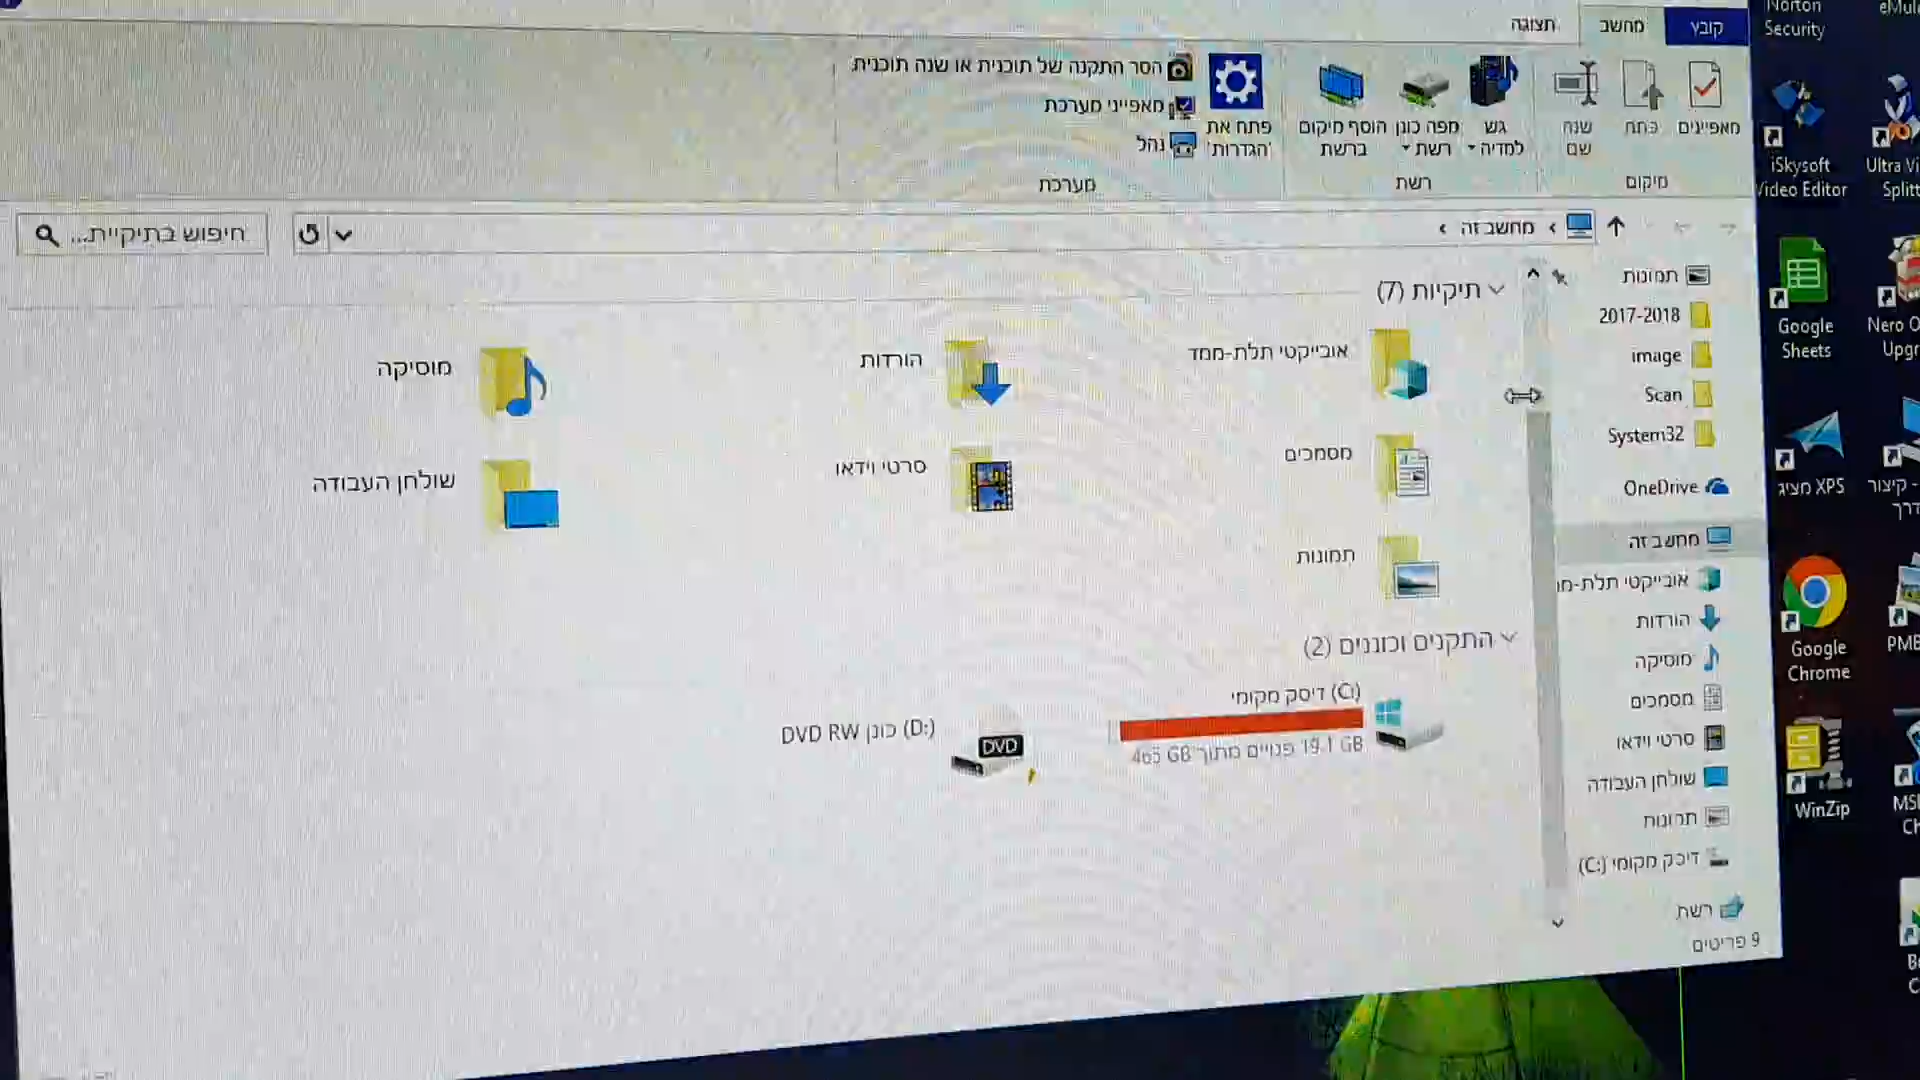 קובץ
מחשב
תצוגה
מאפיינים
פתח
שנה
שם
מיקום
גש
למדיה
מפה כונן
רשת
הוסף מיקום
ברשת
רשת
פתח את
'הגדרות'
הסר התקנה של תוכנית או שנה תוכנית
מאפייני מערכת
נהל
מערכת
מחשב זה
חיפוש בתיקיית...
תמונות
2017-2018
image
Scan
System32
OneDrive
מחשב זה
אובייקטי תלת-ממ
הורדות
מוסיקה
מסמכים
סרטי וידאו
שולחן העבודה
תמונות
דיסק מקומי (C:)
רשת
9 פריטים
תיקיות (7)
אובייקטי תלת-ממד
הורדות
מוסיקה
מסמכים
סרטי וידאו
שולחן העבודה
תמונות
התקנים וכוננים (2)
דיסק מקומי (C:)
19.1 GB פנויים מתוך 465 GB
כונן DVD RW (D:)
DVD
Norton
Security
eMul
iSkysoft
Video Editor
Ultra Vi
Splitt
Google
Sheets
Nero O
Upgr
מציג XPS
קיצור -
דרך
Google
Chrome
PMB
WinZip
MSI